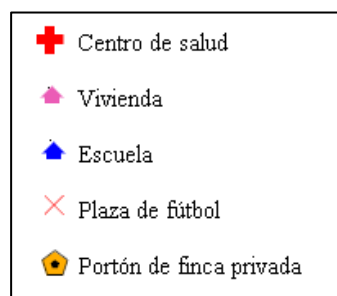 Centro de salud
Vivienda
Escuela
Plaza de fútbol
Portón de finca privada